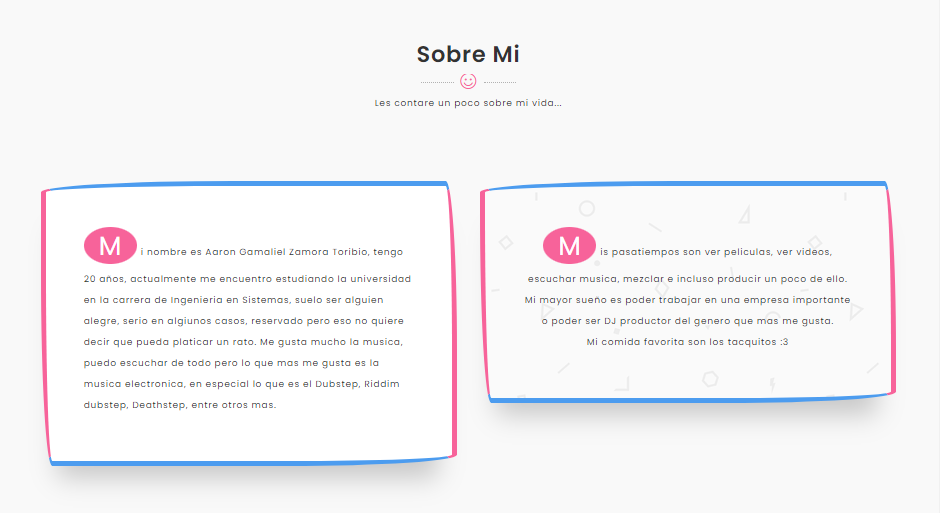 Sobre Mi
Les contare un poco sobre mi vida...
Mi nombre es Aaron Gamaliel Zamora Toribio, tengo
20 años, actualmente me encuentro estudiando la universidad
en la carrera de Ingenieria en Sistemas, suelo ser alguien
alegre, serio en algiunos casos, reservado pero eso no quiere
decir que pueda platicar un rato. Me gusta mucho la musica,
puedo escuchar de todo pero lo que mas me gusta es la
musica electronica, en especial lo que es el Dubstep, Riddim
dubstep, Deathstep, entre otros mas.
Mis pasatiempos son ver peliculas, ver videos,
escuchar musica, mezclar e incluso producir un poco de ello.
Mi mayor sueño es poder trabajar en una empresa importante
o poder ser DJ productor del genero que mas me gusta.
Mi comida favorita son los tacquitos :3